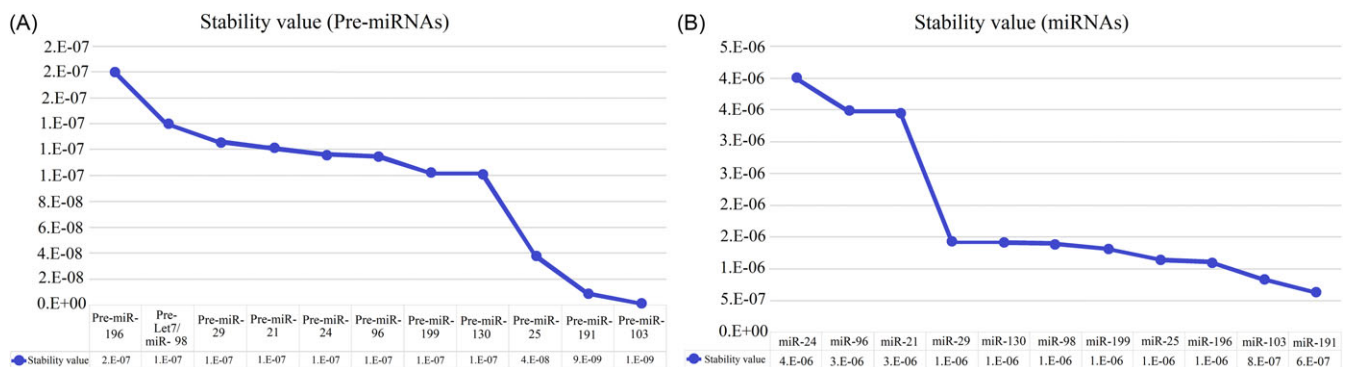 (A)
Stability value (Pre-miRNAs)
2.E-07
2.E-07
2.E-07
1.E-07
1.E-07
1.E-07
8.E-08
6.E-08
4.E-08
2.E-08
0.E+00
Pre-miR-196 Pre-Let7/miR- 98 Pre-miR-29 Pre-miR-21 Pre-miR-24 Pre-miR-96 Pre-miR-199 Pre-miR-130 Pre-miR-25 Pre-miR-191 Pre-miR-103
Stability value 2.E-07 1.E-07 1.E-07 1.E-07 1.E-07 1.E-07 1.E-07 1.E-07 4.E-08 9.E-09 1.E-09
(B)
Stability value (miRNAs)
5.E-06
4.E-06
4.E-06
3.E-06
3.E-06
2.E-06
2.E-06
1.E-06
5.E-07
0.E+00
miR-24 miR-96 miR-21 miR-29 miR-130 miR-98 miR-199 miR-25 miR-196 miR-103 miR-191
Stability value 4.E-06 3.E-06 3.E-06 1.E-06 1.E-06 1.E-06 1.E-06 1.E-06 1.E-06 8.E-07 6.E-07